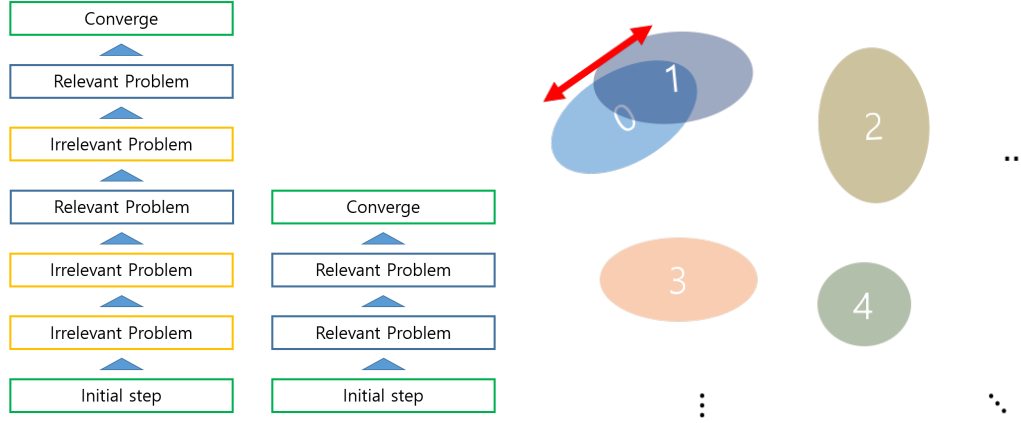 Converge
Relevant Problem
Irrelevant Problem
Relevant Problem
Irrelevant Problem
Irrelevant Problem
Initial step
Converge
Relevant Problem
Relevant Problem
Initial step
0
1
2
..
3
4
⋮
⋱